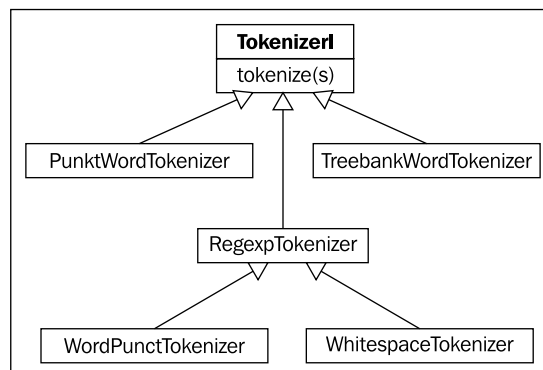 TokenizerI
tokenize(s)
PunktWordTokenizer
TreebankWordTokenizer
RegexpTokenizer
WordPunctTokenizer
WhitespaceTokenizer